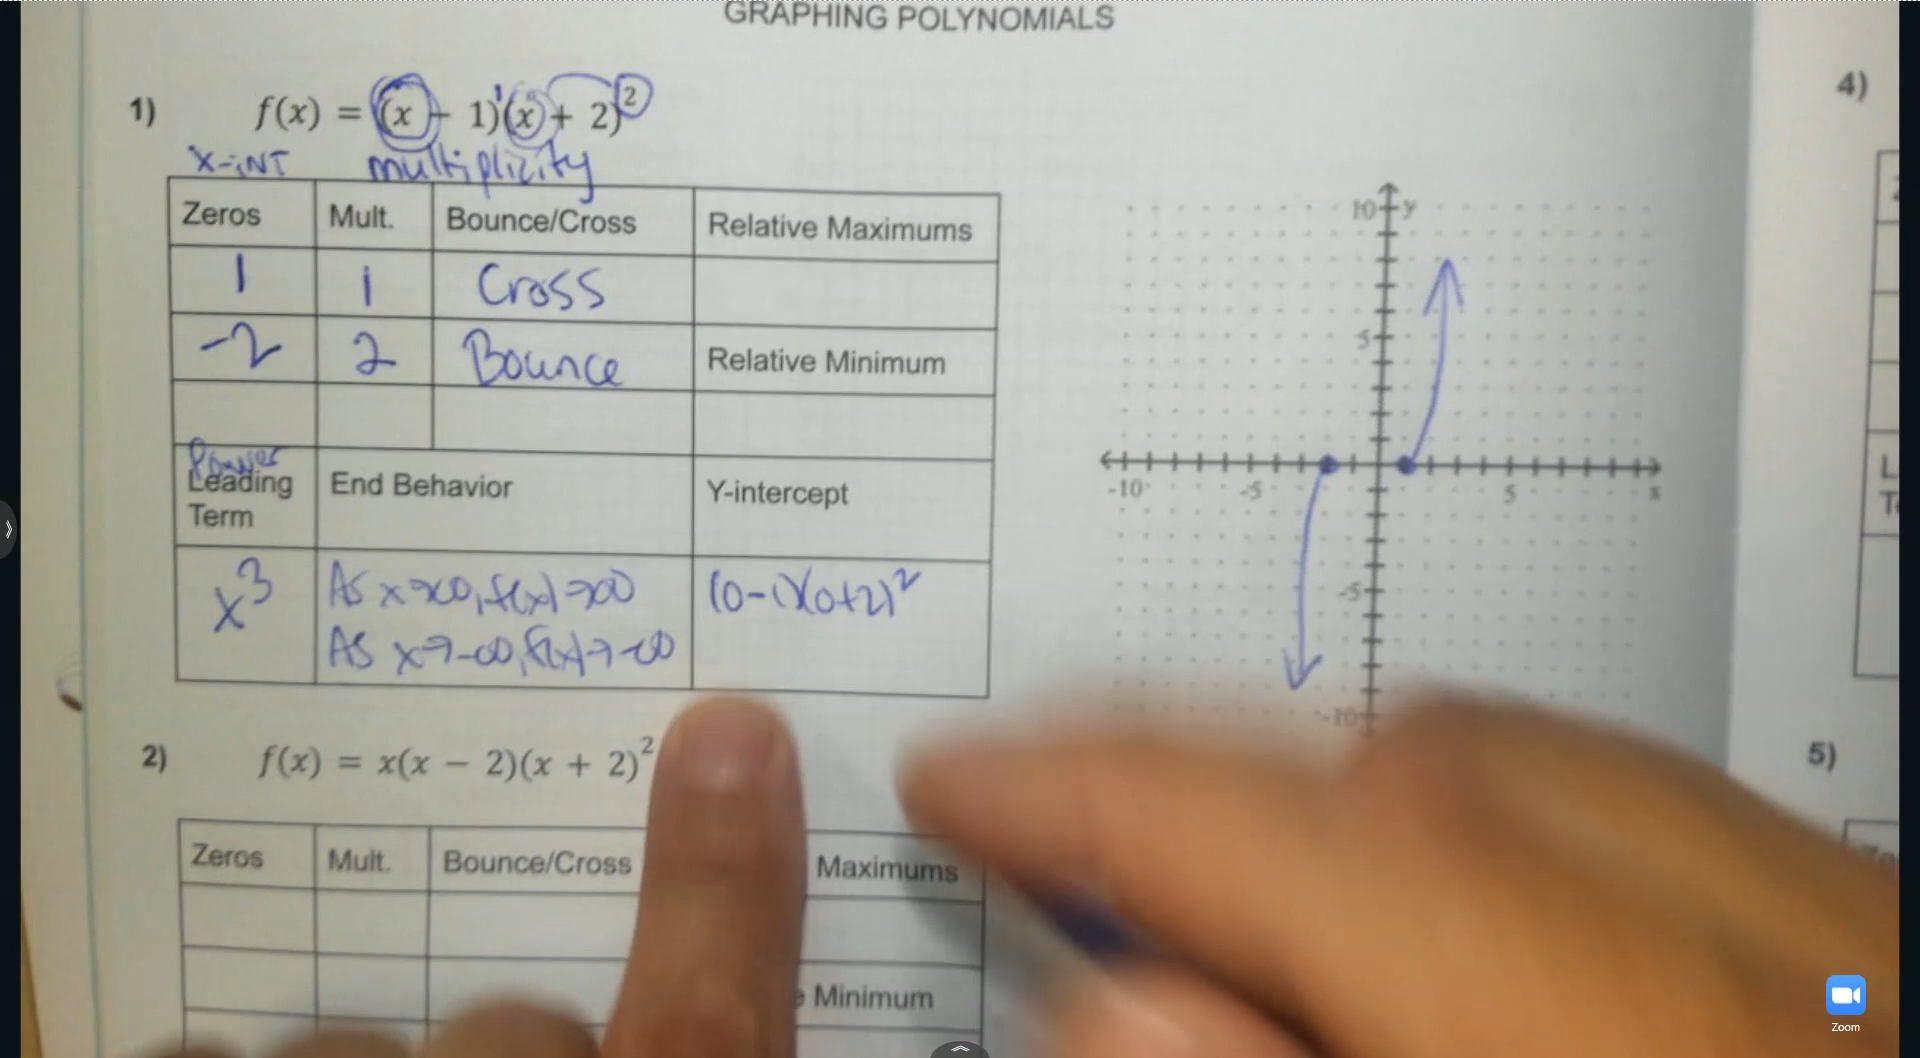 GRAPHING POLYNOMIALS
1) f(x) = (x - 1)¹(x + 2)²
x-iNT multiplicity
Zeros Mult. Bounce/Cross Relative Maximums
1 1 Cross
-2 2 Bounce Relative Minimum
Power
Leading Term End Behavior Y-intercept
x³ As x→∞, f(x)→∞ (0-1)(0+2)²
As x→-∞, f(x)→-∞
10 y
5
-10 -5 5 x
-5
-10
2) f(x) = x(x − 2)(x + 2)²
Zeros Mult. Bounce/Cross Maximums
Minimum
4)
L
5)
Zoom